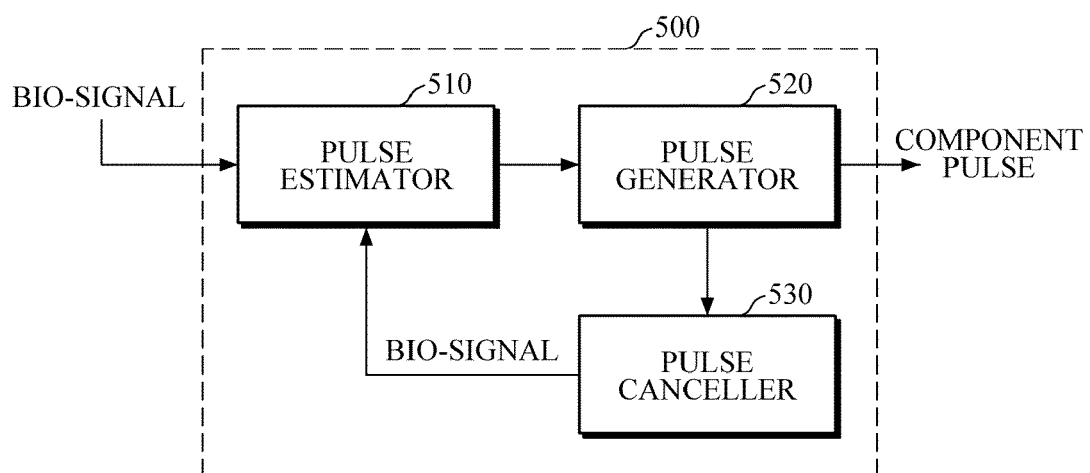 500
BIO-SIGNAL
510
520
PULSE
ESTIMATOR
PULSE
GENERATOR
COMPONENT
PULSE
530
BIO-SIGNAL
PULSE
CANCELLER